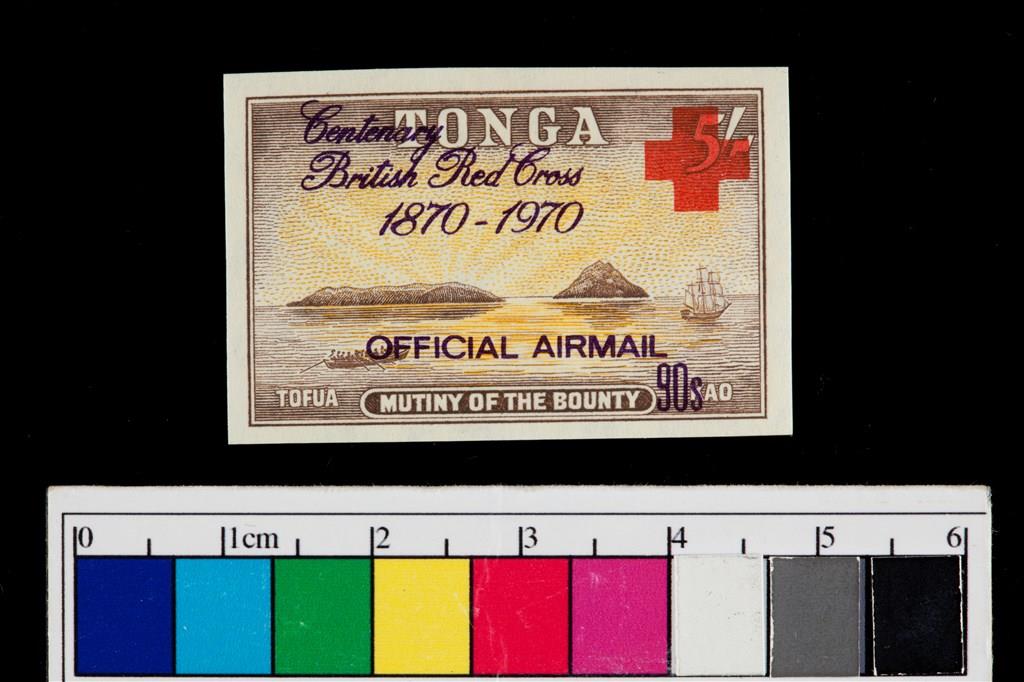 TONGA
Centenary
British Red Cross
1870-1970
5/-
OFFICIAL AIRMAIL
90s
TOFUA
MUTINY OF THE BOUNTY
KAO
0 1cm 2 3 4 5 6